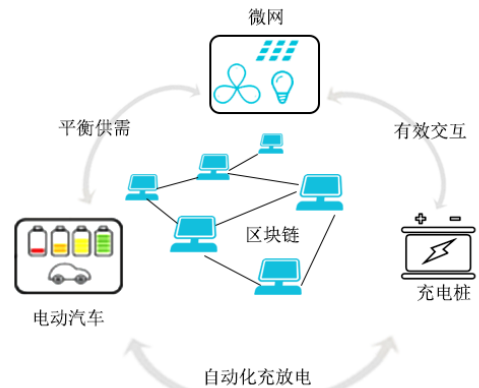 微网
平衡供需
有效交互
区块链
充电桩
电动汽车
自动化充放电